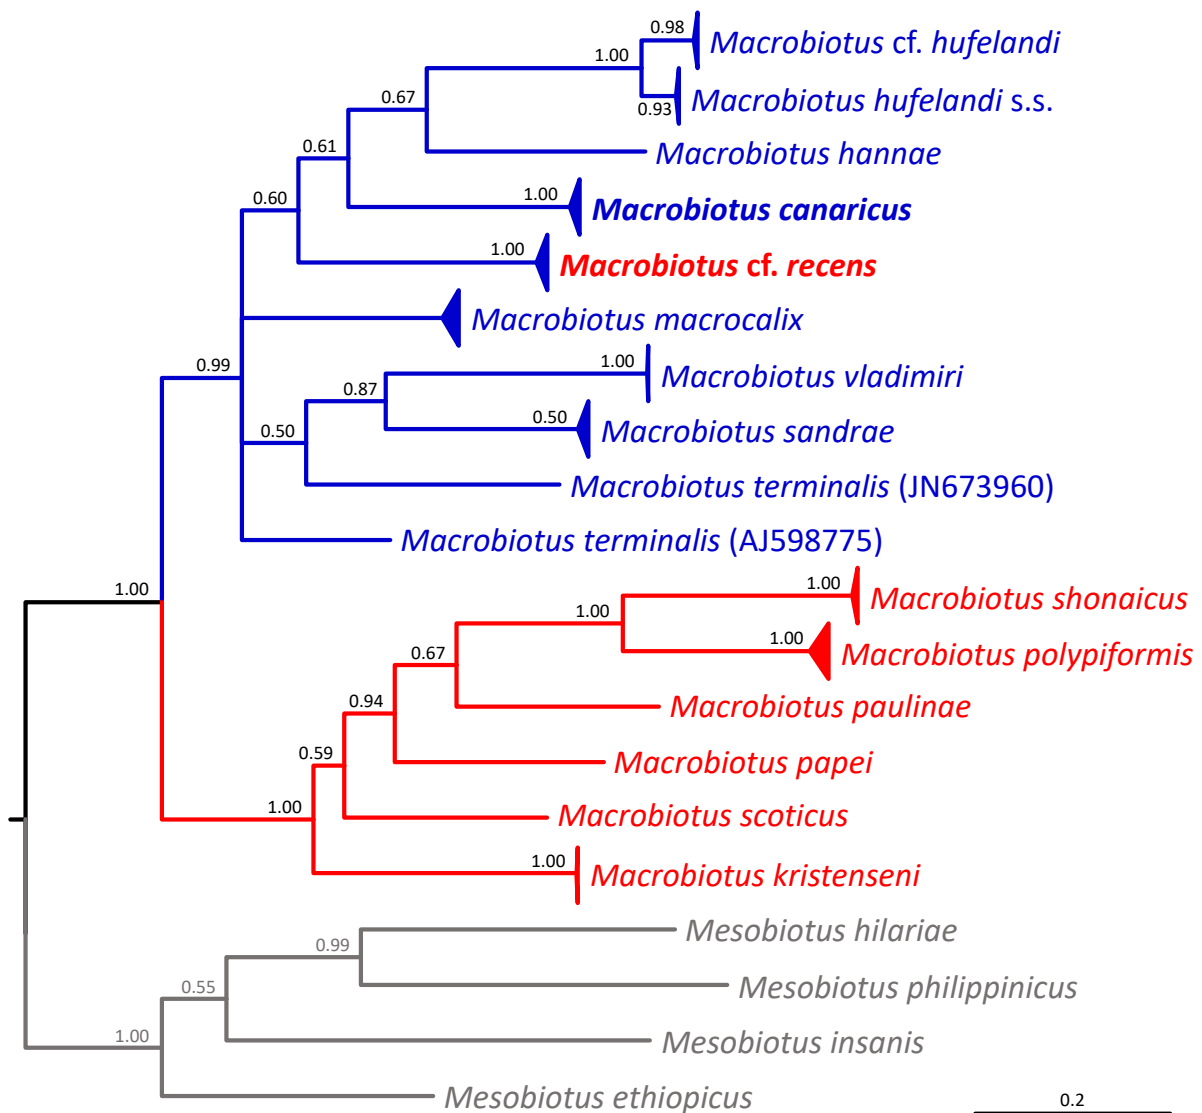 0.98
Macrobiotus cf. hufelandi
1.00
0.93
Macrobiotus hufelandi s.s.
0.67
Macrobiotus hannae
0.61
1.00
Macrobiotus canaricus
0.60
1.00
Macrobiotus cf. recens
Macrobiotus macrocalix
0.99
1.00
Macrobiotus vladimiri
0.87
0.50
Macrobiotus sandrae
0.50
Macrobiotus terminalis (JN673960)
Macrobiotus terminalis (AJ598775)
1.00
1.00
Macrobiotus shonaicus
1.00
1.00
Macrobiotus polypiformis
0.67
Macrobiotus paulinae
0.94
Macrobiotus papei
0.59
Macrobiotus scoticus
1.00
1.00
Macrobiotus kristenseni
Mesobiotus hilariae
0.99
Mesobiotus philippinicus
0.55
Mesobiotus insanis
1.00
Mesobiotus ethiopicus
0.2